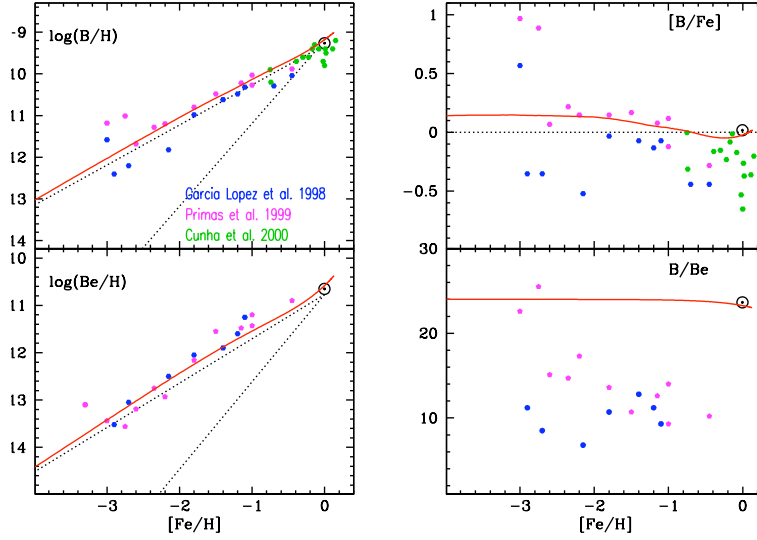 log(B/H)
-9
10
11
12
13
14
Garcia Lopez et al. 1998
Primas et al. 1999
Cunha et al. 2000
[B/Fe]
1
0.5
0
-0.5
log(Be/H)
10
11
12
13
14
-3
-2
-1
0
[Fe/H]
B/Be
30
20
10
-3
-2
-1
0
[Fe/H]